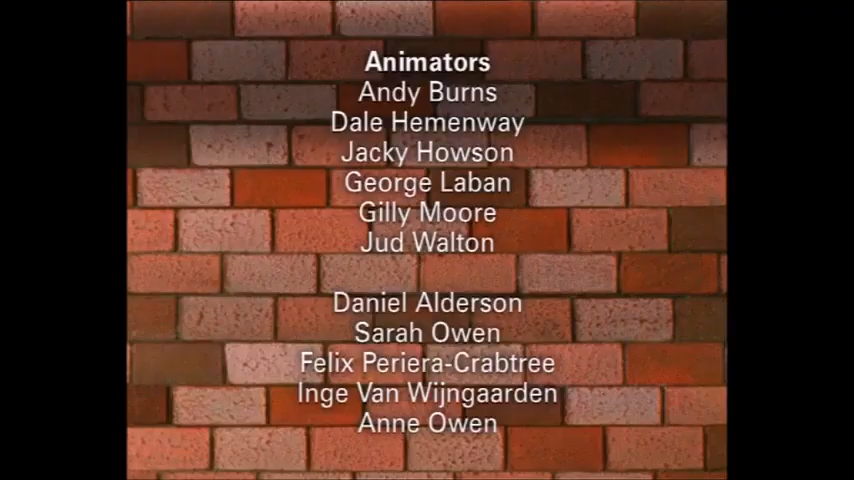 Animators
Andy Burns
Dale Hemenway
Jacky Howson
George Laban
Gilly Moore
Jud Walton
Daniel Alderson
Sarah Owen
Felix Periera-Crabtree
Inge Van Wijngaarden
Anne Owen